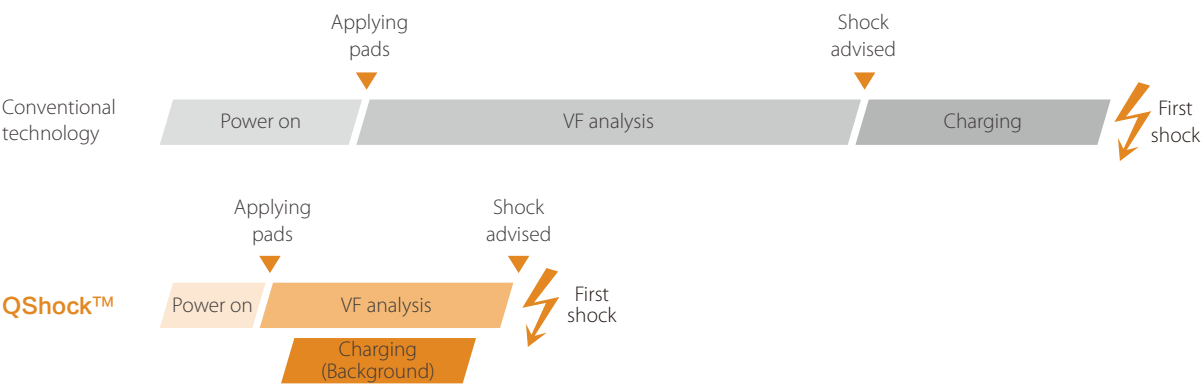 Applying
pads
Shock
advised
Conventional
technology
Power on
VF analysis
Charging
First
shock
Applying
pads
Shock
advised
QShock™
Power on
VF analysis
First
shock
Charging
(Background)